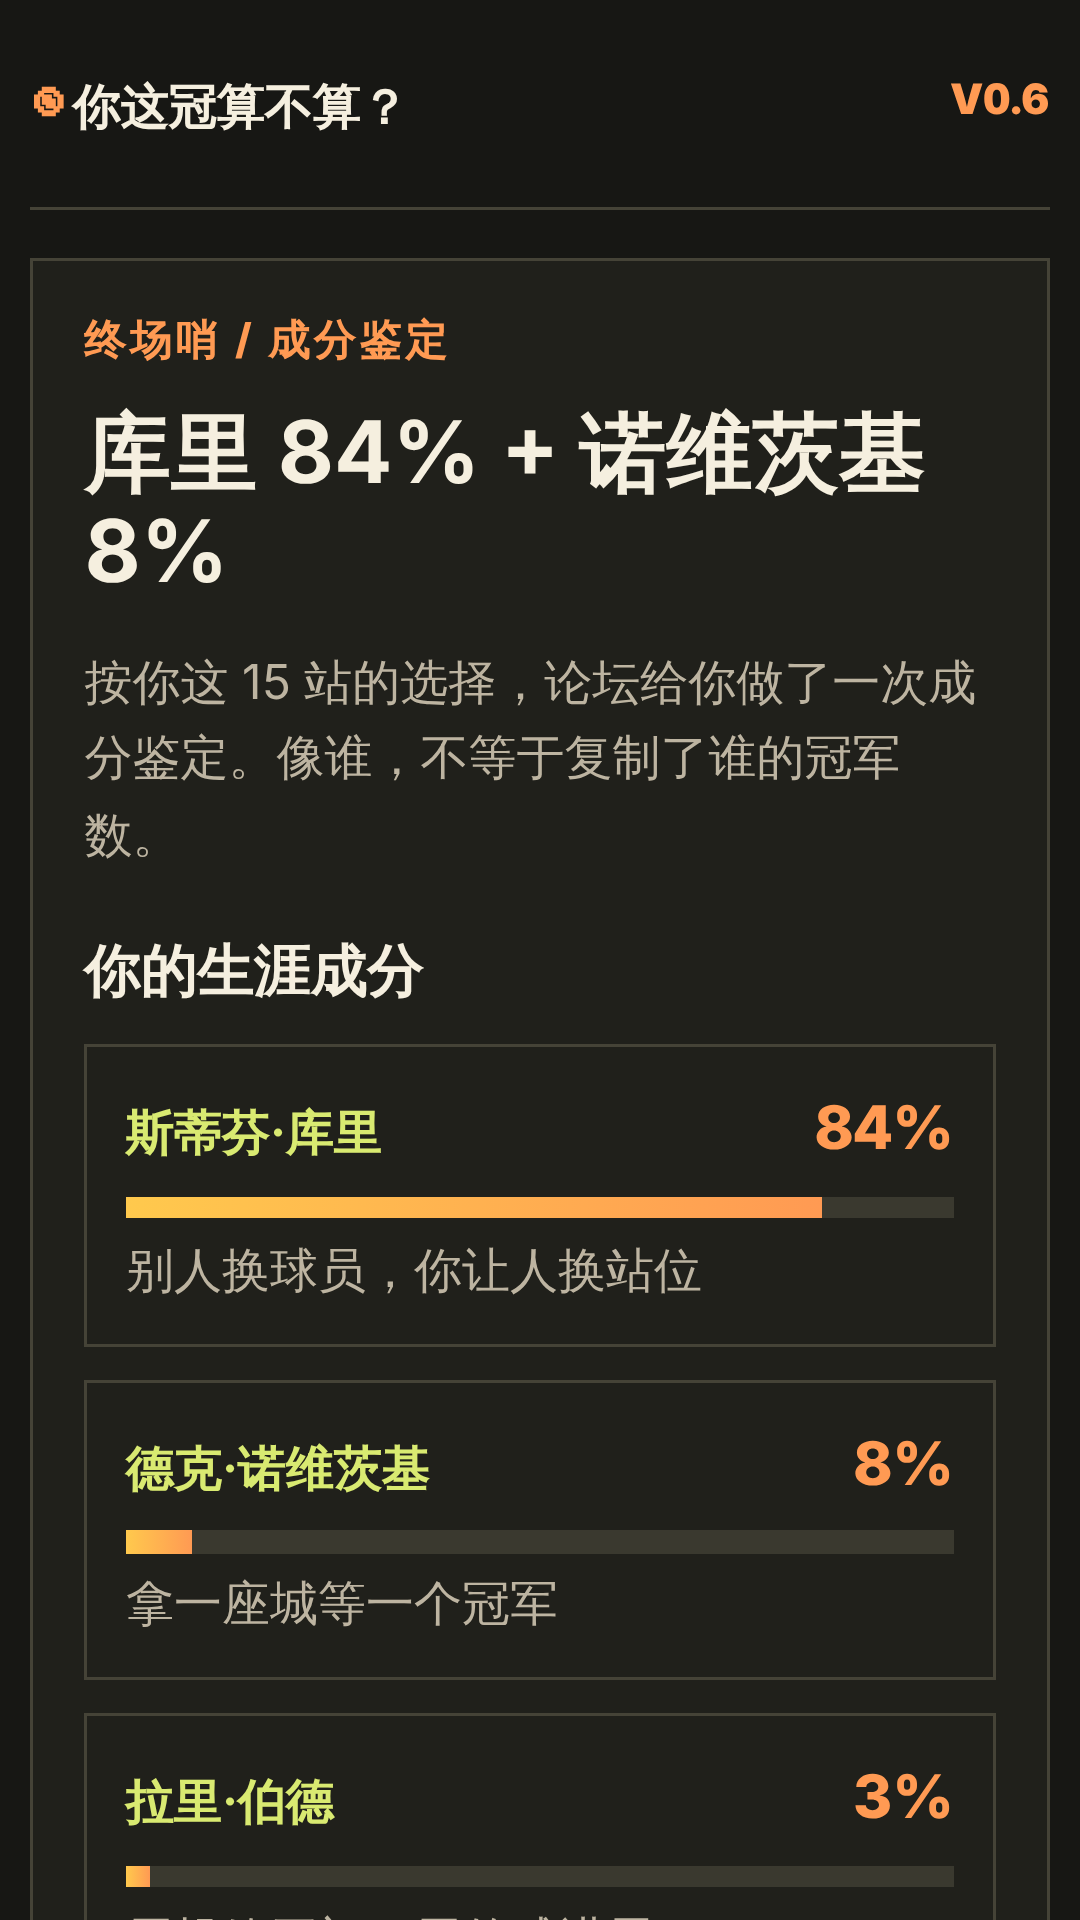 你这冠算不算？
V0.6
终场哨 / 成分鉴定
库里 84% + 诺维茨基
8%
按你这 15 站的选择，论坛给你做了一次成
分鉴定。像谁，不等于复制了谁的冠军
数。
你的生涯成分
斯蒂芬·库里
84%
别人换球员，你让人换站位
德克·诺维茨基
8%
拿一座城等一个冠军
拉里·伯德
3%